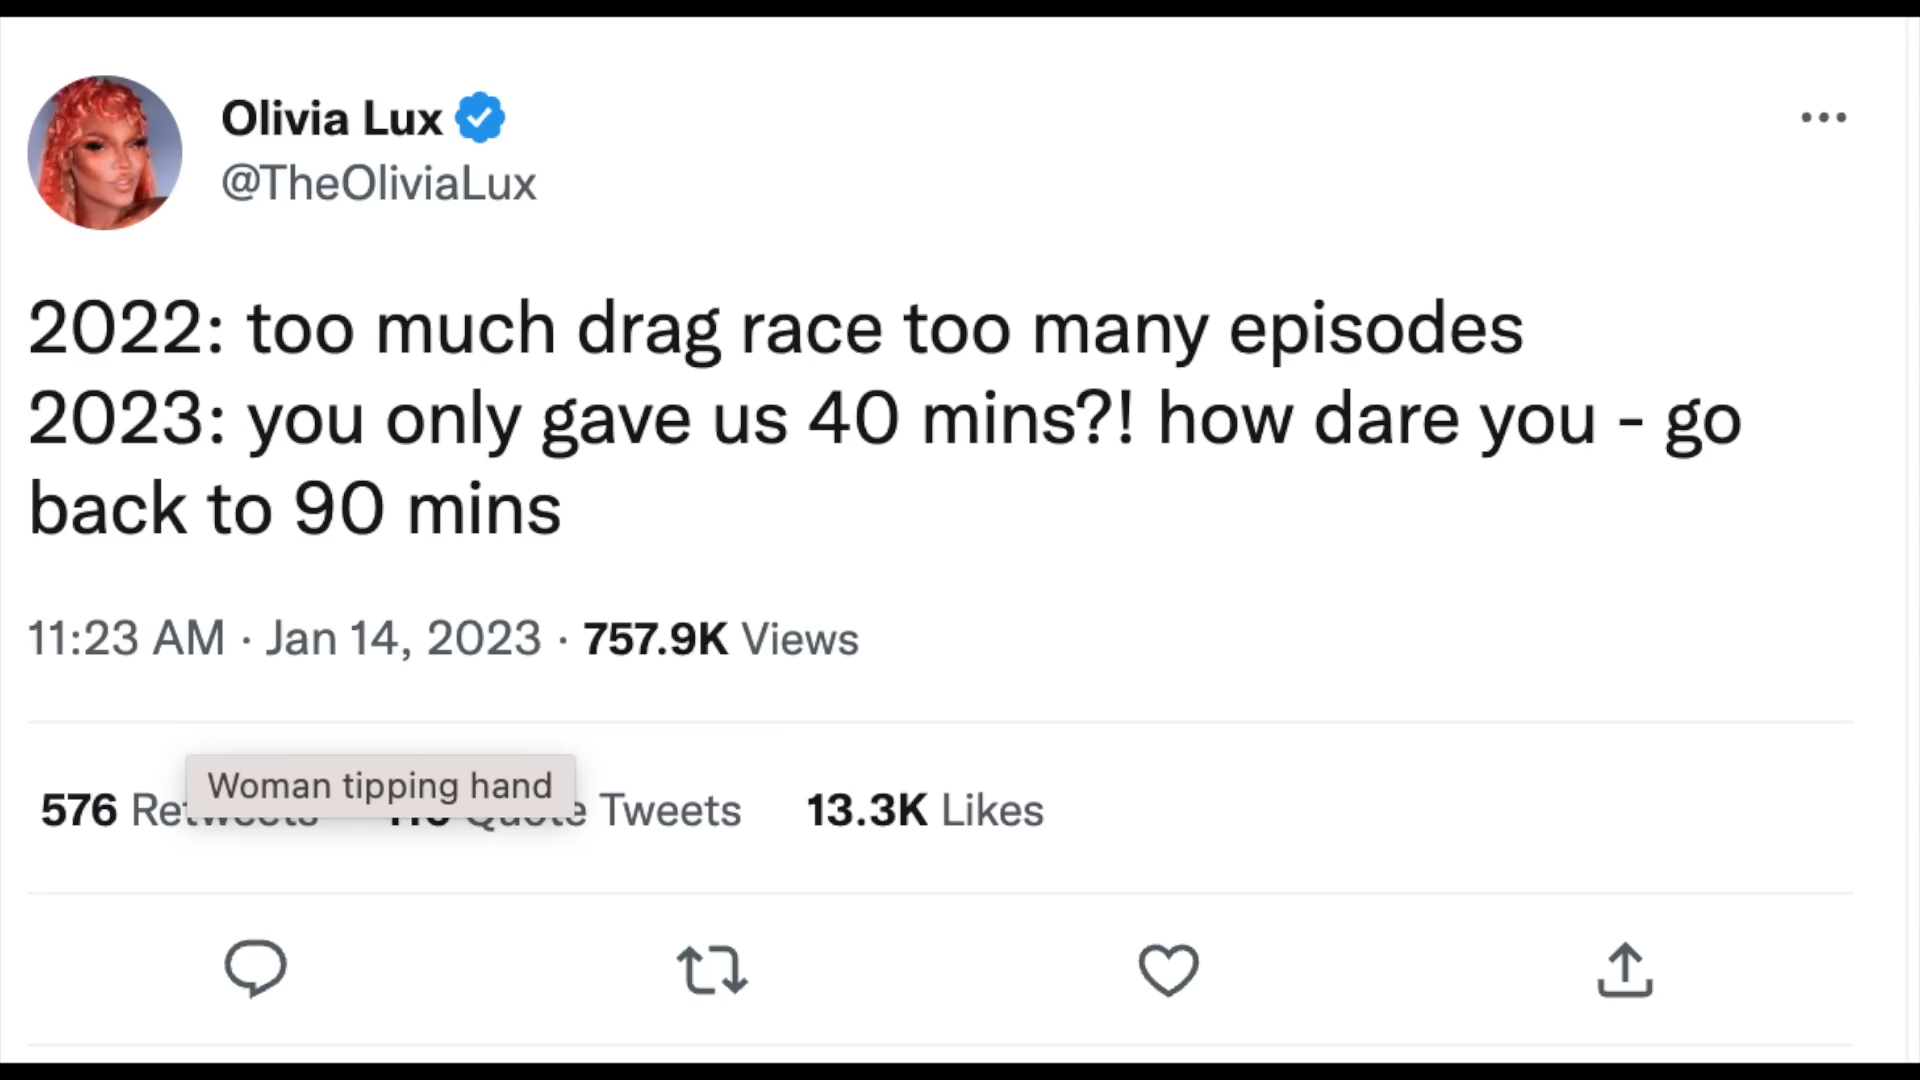 Olivia Lux
@TheOliviaLux
2022: too much drag race too many episodes
2023: you only gave us 40 mins?! how dare you - go
back to 90 mins
11:23 AM · Jan 14, 2023 · 757.9K Views
Woman tipping hand
576 Retweets Quote Tweets 13.3K Likes